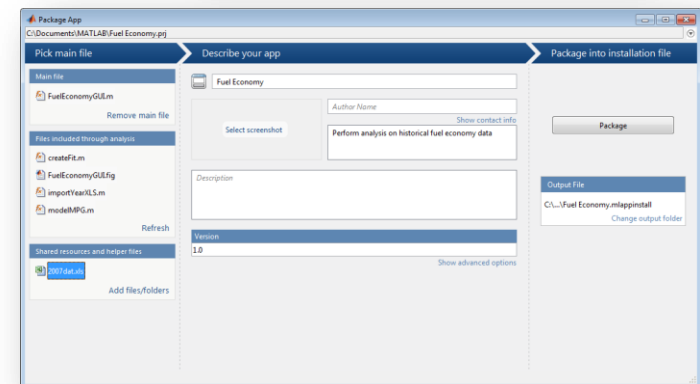 Package App
C:\Documents\MATLAB\Fuel Economy.prj
Pick main file
Describe your app
Package into installation file
Main file
FuelEconomyGUI.m
Remove main file
Files included through analysis
createFit.m
FuelEconomyGUI.fig
importYearXLS.m
modelMPG.m
Refresh
Shared resources and helper files
2007dat.xls
Add files/folders
Fuel Economy
Select screenshot
Author Name
Show contact info
Perform analysis on historical fuel economy data
Description
Version
1.0
Show advanced options
Package
Output File
C:\...\Fuel Economy.mlappinstall
Change output folder